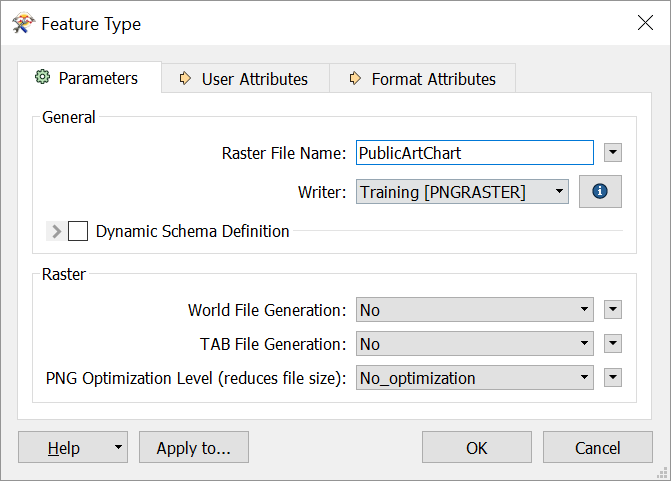 Feature Type
Parameters User Attributes Format Attributes
General
Raster File Name: PublicArtChart
Writer: Training [PNGRASTER]
Dynamic Schema Definition
Raster
World File Generation: No
TAB File Generation: No
PNG Optimization Level (reduces file size): No_optimization
Help Apply to... OK Cancel